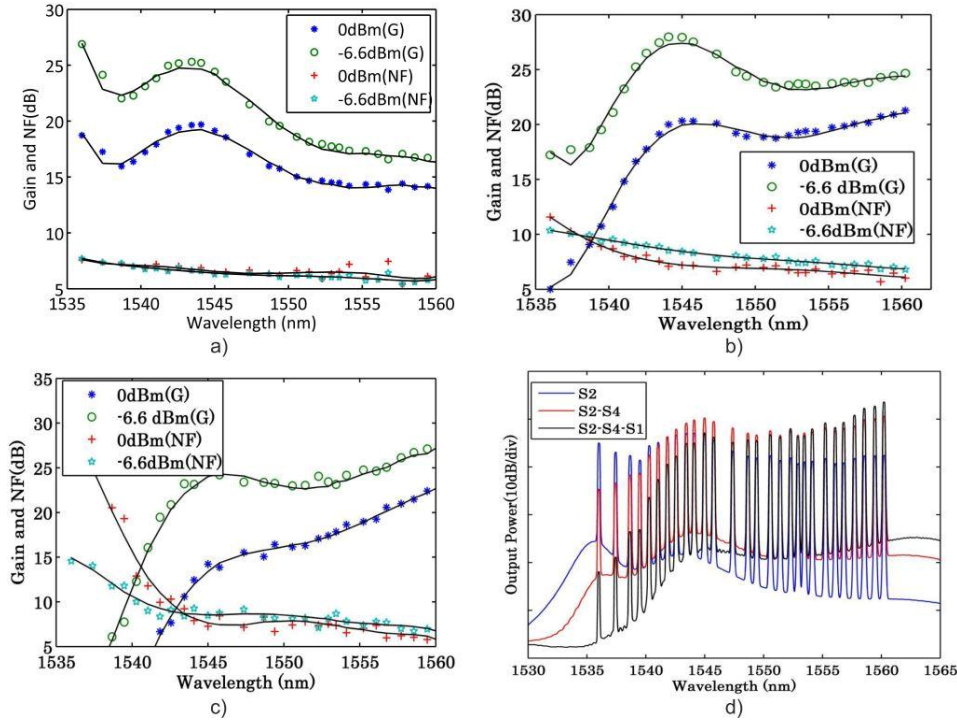 a)
30
25
20
15
10
5
Gain and NF(dB)
0dBm(G)
-6.6dBm(G)
0dBm(NF)
-6.6dBm(NF)
1535 1540 1545 1550 1555 1560
Wavelength (nm)
a)
b)
30
25
20
15
10
5
Gain and NF(dB)
0dBm(G)
-6.6 dBm(G)
0dBm(NF)
-6.6dBm(NF)
1535 1540 1545 1550 1555 1560
Wavelength (nm)
b)
35
30
25
20
15
10
5
Gain and NF(dB)
0dBm(G)
-6.6 dBm(G)
0dBm(NF)
-6.6dBm(NF)
1535 1540 1545 1550 1555 1560
Wavelength (nm)
c)
Output Power(10dB/div)
S2
S2-S4
S2-S4-S1
1530 1535 1540 1545 1550 1555 1560 1565
Wavelength (nm)
d)